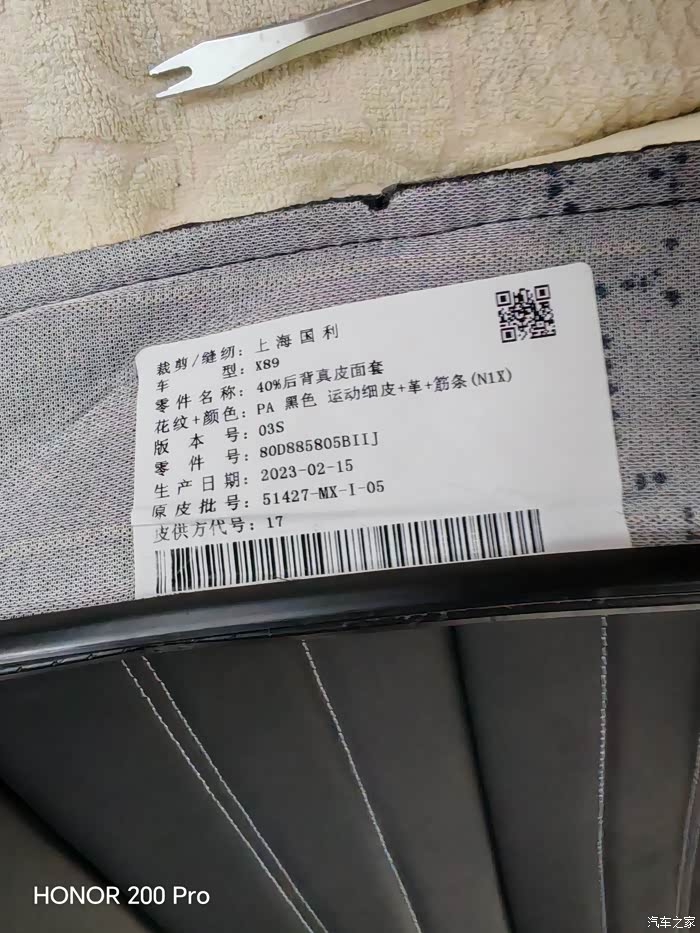 裁剪/缝纫: 上海国利
车型: X89
零件名称: 40%后背真皮面套
花纹+颜色: PA 黑色 运动细皮+革+筋条(N1X)
版本号: 03S
零件号: 80D885805BIIJ
生产日期: 2023-02-15
原皮批号: 51427-MX-I-05
皮供方代号: 17
HONOR 200 Pro
汽车之家